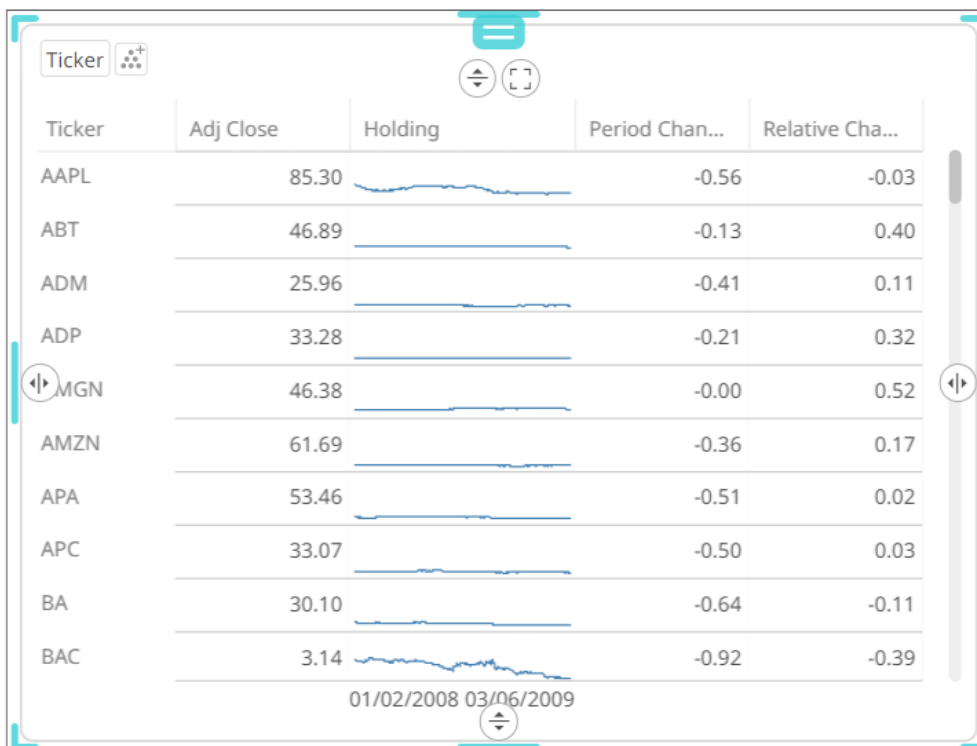 Ticker
Ticker Adj Close Holding Period Chan... Relative Cha...
AAPL 85.30 -0.56 -0.03
ABT 46.89 -0.13 0.40
ADM 25.96 -0.41 0.11
ADP 33.28 -0.21 0.32
MGN 46.38 -0.00 0.52
AMZN 61.69 -0.36 0.17
APA 53.46 -0.51 0.02
APC 33.07 -0.50 0.03
BA 30.10 -0.64 -0.11
BAC 3.14 -0.92 -0.39
01/02/2008 03/06/2009